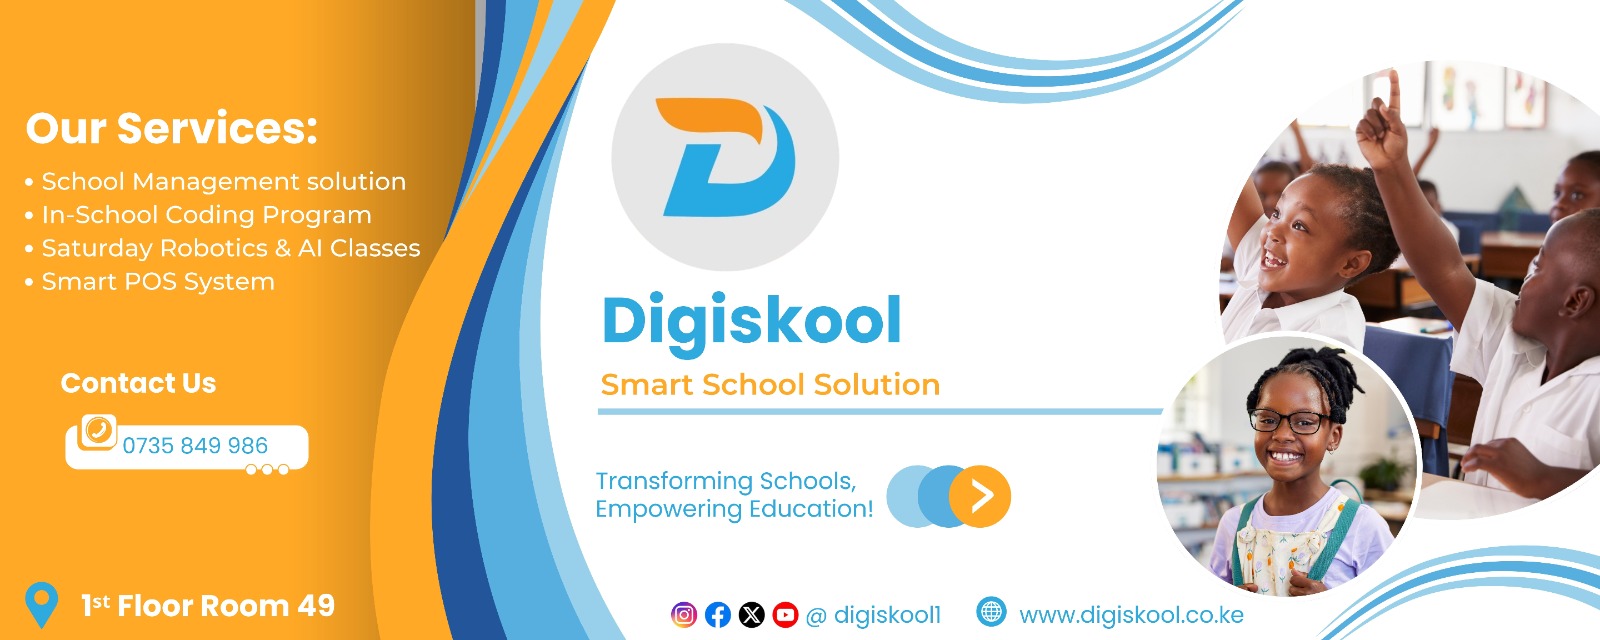 Our Services:
• School Management solution
• In-School Coding Program
• Saturday Robotics & AI Classes
• Smart POS System
Contact Us
0735 849 986
1st Floor Room 49
Digiskool
Smart School Solution
Transforming Schools,
Empowering Education!
@ digiskool1
www.digiskool.co.ke